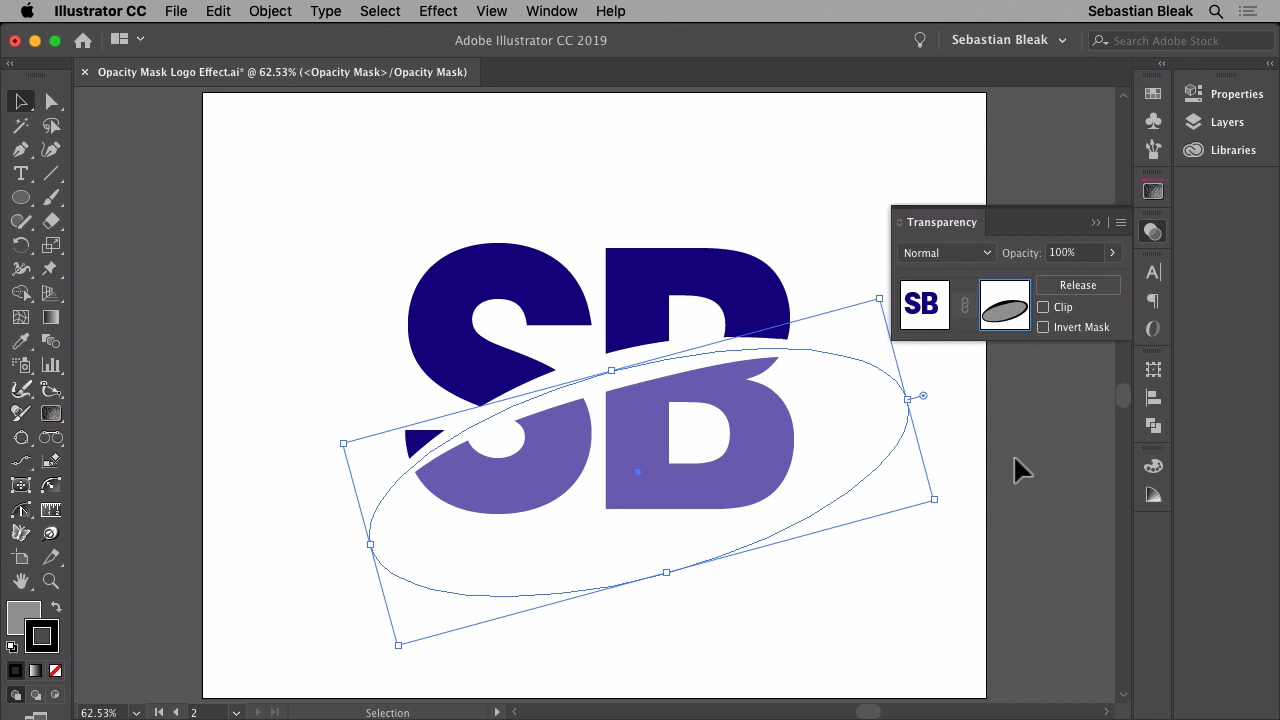 Illustrator CC File Edit Object Type Select Effect View Window Help Sebastian Bleak
Adobe Illustrator CC 2019 Sebastian Bleak Search Adobe Stock
Opacity Mask Logo Effect.ai* @ 62.53% (<Opacity Mask>/Opacity Mask)
Properties
Layers
Libraries
Transparency
Normal Opacity: 100%
Release
Clip
Invert Mask
SB
SB
62.53% 2 Selection